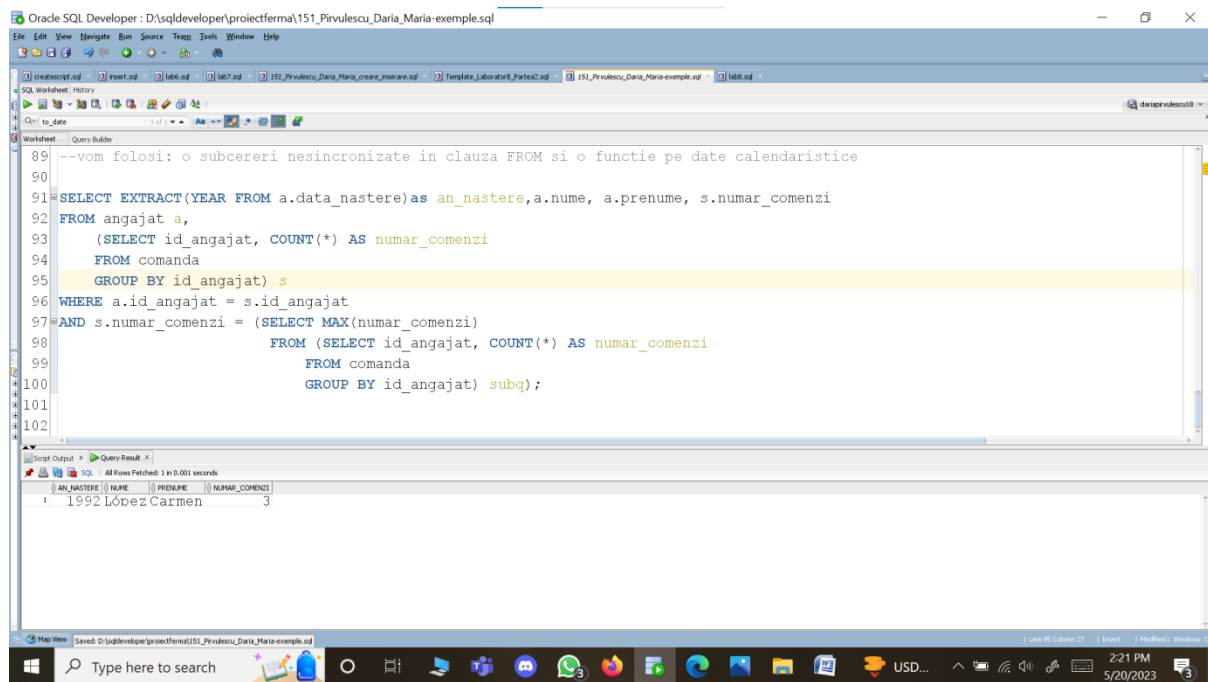 Oracle SQL Developer : D:\sqldeveloper\proiectferma\151_Pirvulescu_Daria_Maria-exemple.sql
File Edit View Navigate Run Source Team Tools Window Help
createscript.sql insert.sql lab6.sql lab7.sql 151_Pirvulescu_Daria_Maria_creare_inserare.sql Template_Laborator8_Partea2.sql 151_Pirvulescu_Daria_Maria-exemple.sql lab8.sql
SQL Worksheet History
dariapirvulescu18
to_date 1 of 1 Aa
Worksheet Query Builder
89 --vom folosi: o subcereri nesincronizate in clauza FROM si o functie pe date calendaristice
90
91 SELECT EXTRACT(YEAR FROM a.data_nastere)as an_nastere,a.nume, a.prenume, s.numar_comenzi
92 FROM angajat a,
93 (SELECT id_angajat, COUNT(*) AS numar_comenzi
94 FROM comanda
95 GROUP BY id_angajat) s
96 WHERE a.id_angajat = s.id_angajat
97 AND s.numar_comenzi = (SELECT MAX(numar_comenzi)
98 FROM (SELECT id_angajat, COUNT(*) AS numar_comenzi
99 FROM comanda
100 GROUP BY id_angajat) subq);
101
102
Script Output Query Result
SQL | All Rows Fetched: 1 in 0.001 seconds
AN_NASTERE NUME PRENUME NUMAR_COMENZI
1 1992 López Carmen 3
Map View Saved: D:\sqldeveloper\proiectferma\151_Pirvulescu_Daria_Maria-exemple.sql
Line 95 Column 27 | Insert | Modified | Windows: C
Type here to search
USD...
2:21 PM
5/20/2023
3
3